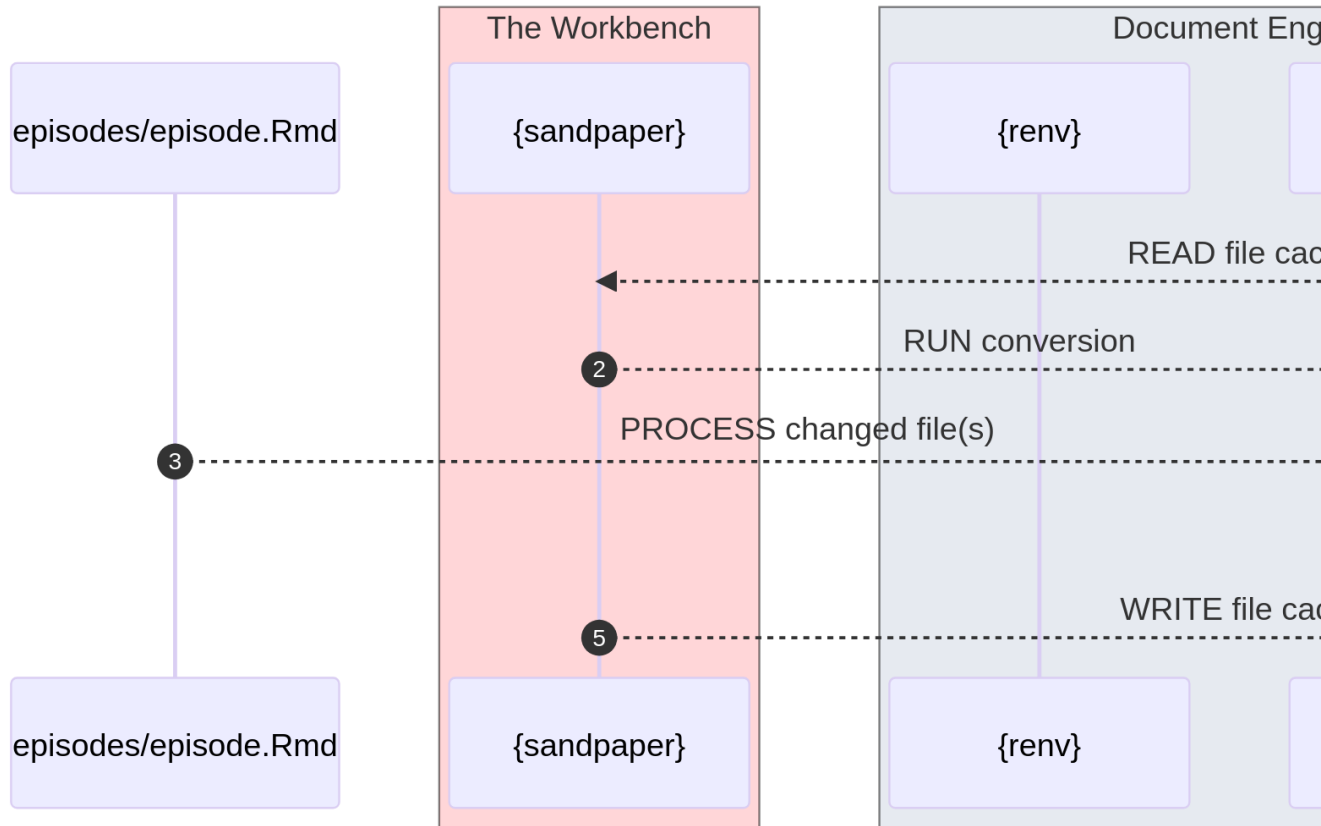 The Workbench
Document Eng
episodes/episode.Rmd
{sandpaper}
{renv}
READ file cac
RUN conversion
2
PROCESS changed file(s)
3
WRITE file cac
5
episodes/episode.Rmd
{sandpaper}
{renv}